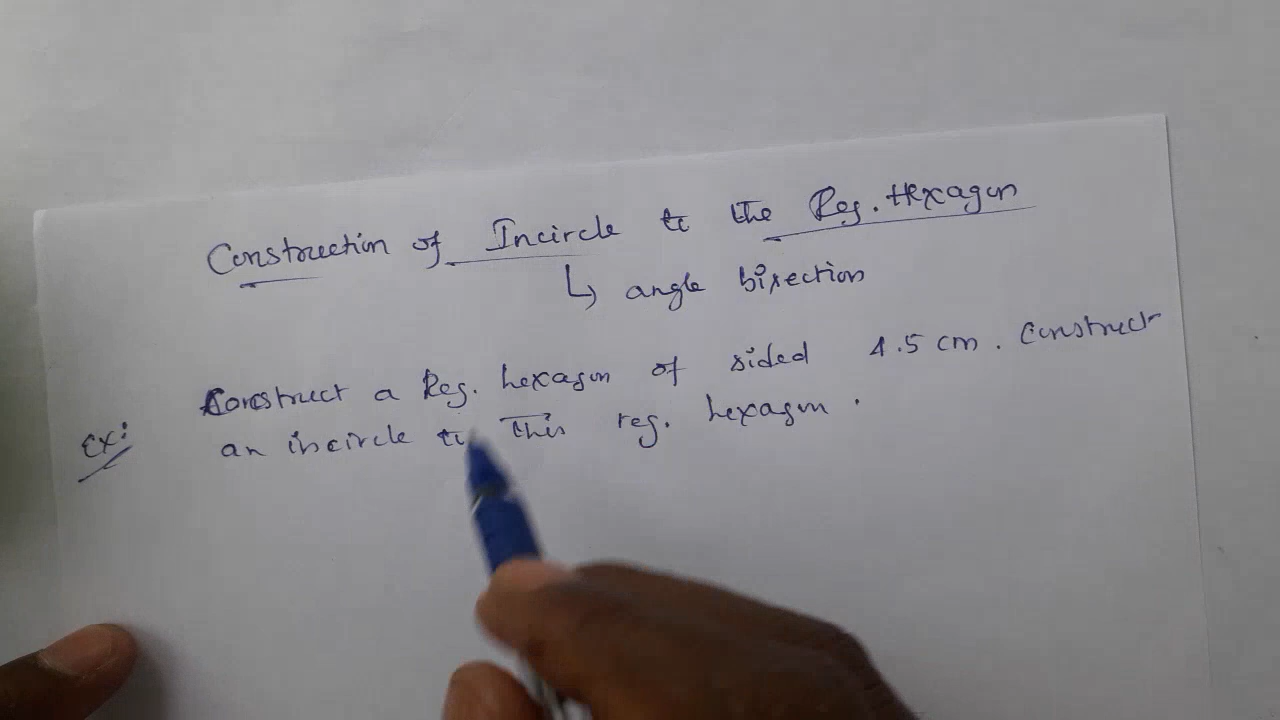 Construction of Incircle to the Reg. Hexagon
↳ angle bisection
Construct a Reg. hexagon of sided 4.5 cm. Construct
Ex: an incircle to this reg. hexagon.